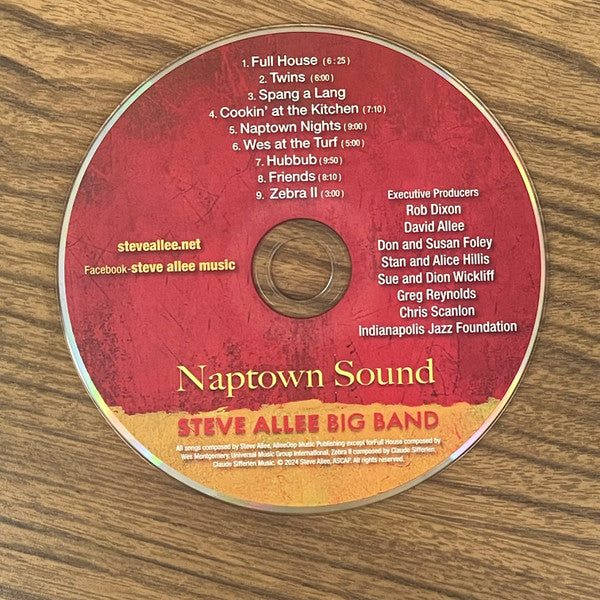 1. Full House (6:25)
2. Twins (6:00)
3. Spang a Lang
4. Cookin' at the Kitchen (7:10)
5. Naptown Nights (9:00)
6. Wes at the Turf (5:00)
7. Hubbub (9:50)
8. Friends (8:10)
9. Zebra II (3:00)
steveallee.net
Facebook-steve allee music
Executive Producers
Rob Dixon
David Allee
Don and Susan Foley
Stan and Alice Hillis
Sue and Dion Wickliff
Greg Reynolds
Chris Scanlon
Indianapolis Jazz Foundation
Naptown Sound
STEVE ALLEE BIG BAND
All songs composed by Steve Allee, AlleeOop Music Publishing except forFull House composed by
Wes Montgomery, Universal Music Group International, Zebra II composed by Claude Sifferlen,
Claude Sifferlen Music. © 2024 Steve Allee, ASCAP. All rights reserved.